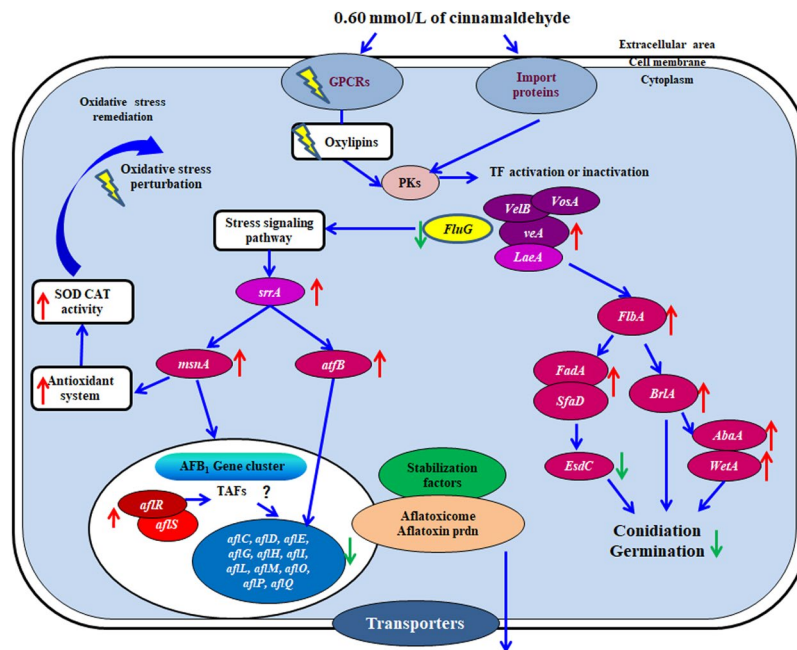 0.60 mmol/L of cinnamaldehyde
Extracellular area
Cell membrane
Cytoplasm
GPCRs
Import
proteins
Oxidative stress
remediation
Oxylipins
Oxidative stress
perturbation
PKs
TF activation or inactivation
VelB
VosA
veA
LaeA
FluG
Stress signaling
pathway
srrA
SOD CAT
activity
FlbA
msnA
atfB
Antioxidant
system
FadA
SfaD
BrlA
AbaA
WetA
EsdC
AFB1 Gene cluster
TAFs ?
aflR
aflS
aflC, aflD, aflE,
aflG, aflH, aflI,
aflL, aflM, aflO,
aflP, aflQ
Stabilization
factors
Aflatoxicome
Aflatoxin prdn
Conidiation
Germination
Transporters